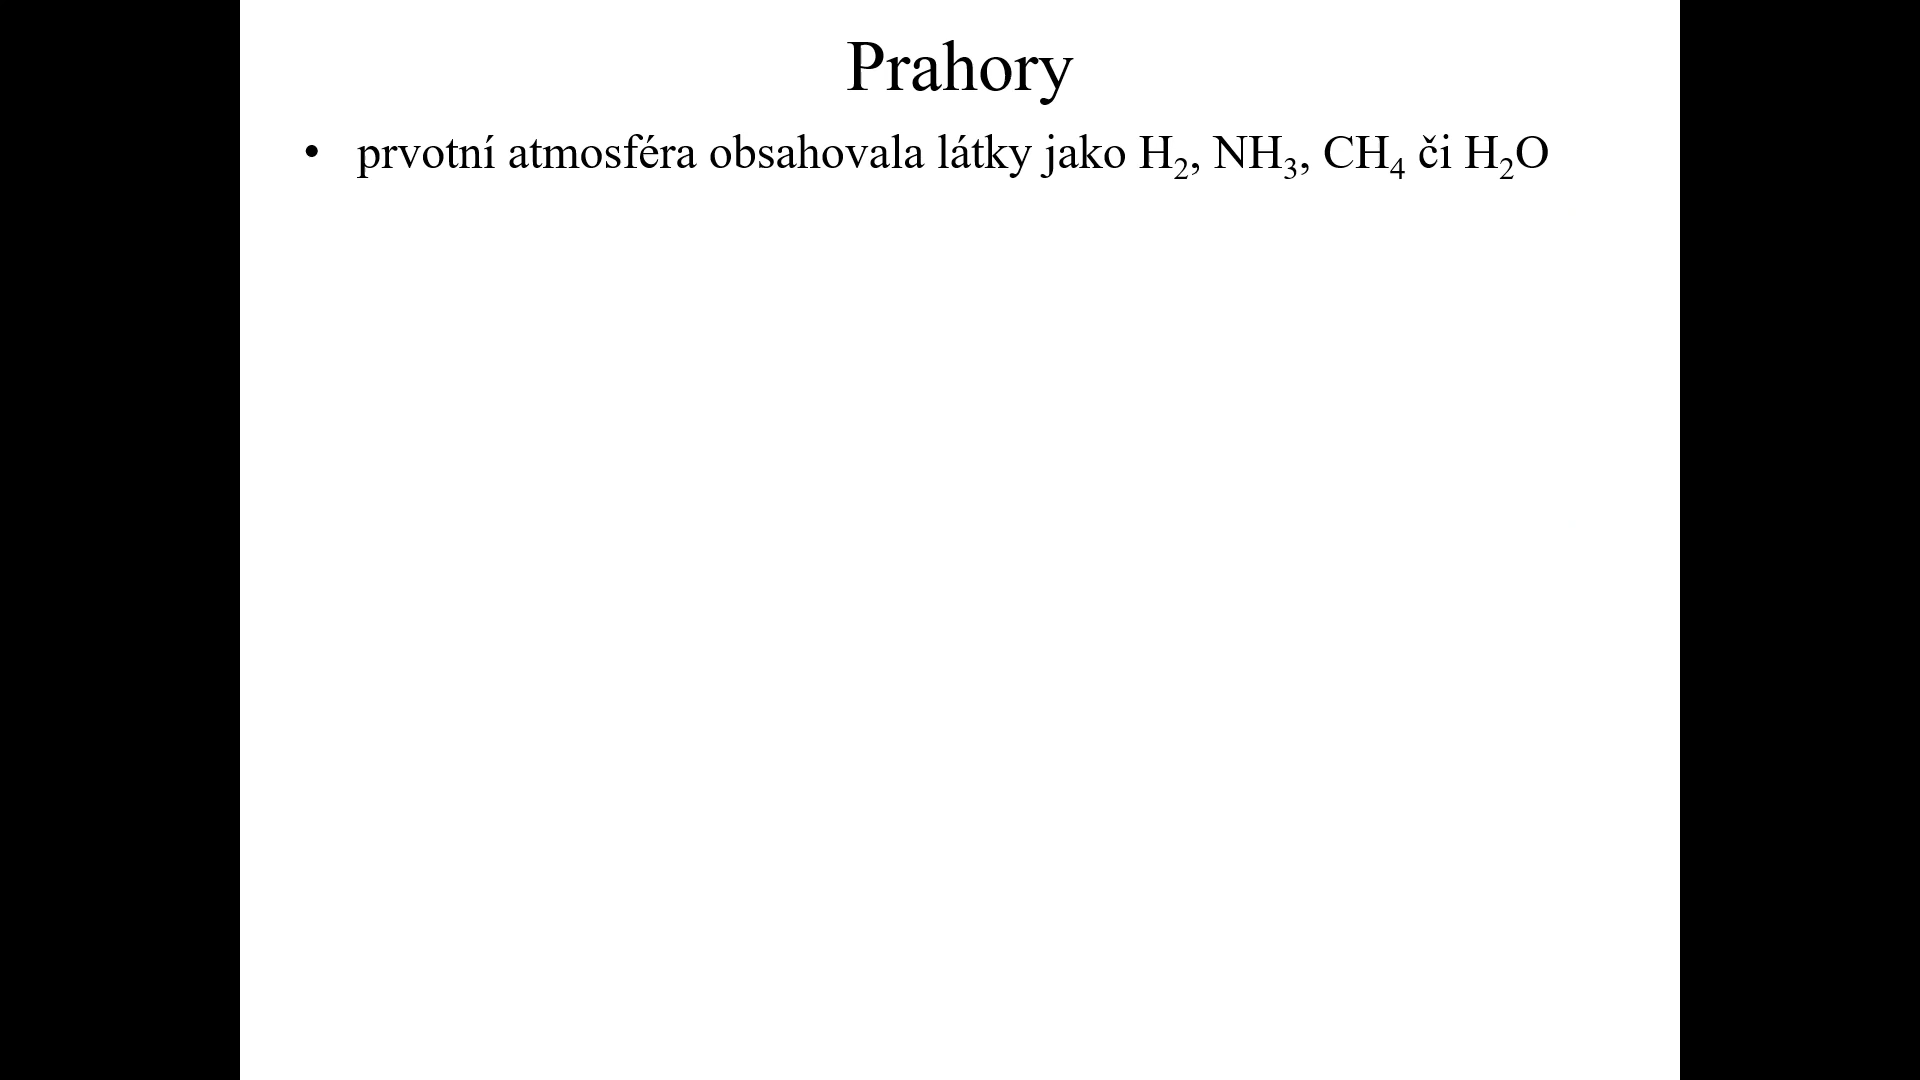 Prahory
• prvotní atmosféra obsahovala látky jako H₂, NH₃, CH₄ či H₂O